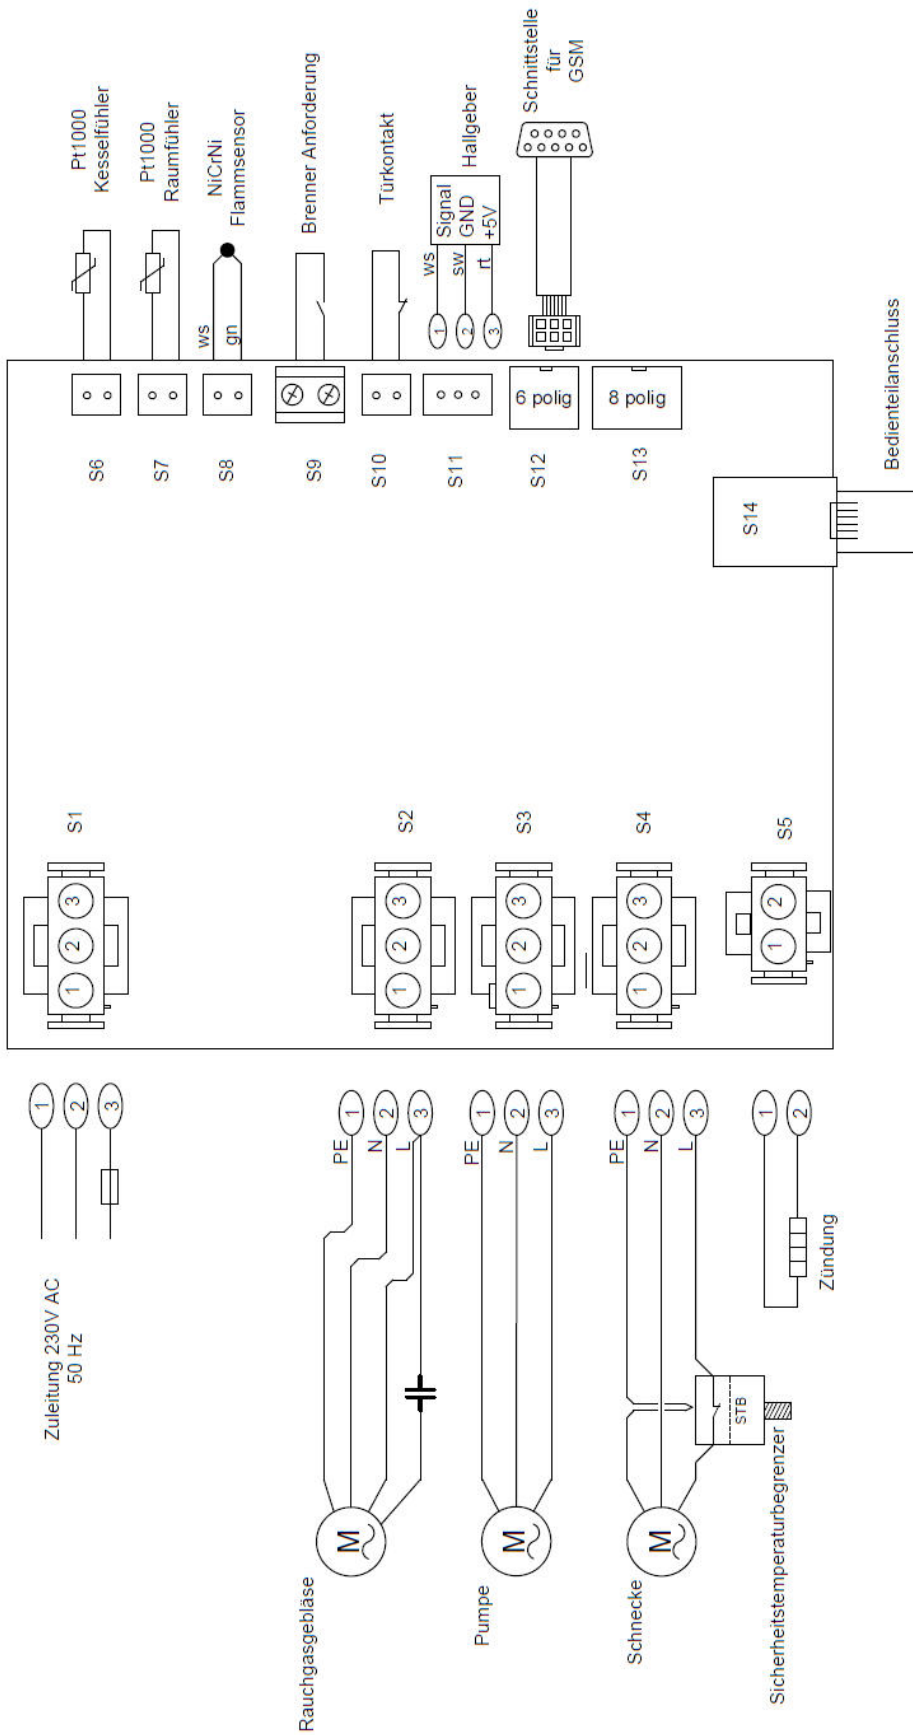 Zuleitung 230V AC
50 Hz
1
2
3
1 2 3
S1
S6
Pt1000
Kesselfühler
S7
Pt1000
Raumfühler
S8
ws
gn
NiCrNi
Flammsensor
S9
Brenner Anforderung
Rauchgasgebläse
M
PE
N
L
1
2
3
1 2 3
S2
S10
Türkontakt
S11
1
2
3
ws
sw
rt
Signal
GND
+5V
Hallgeber
Pumpe
M
PE
N
L
1
2
3
1 2 3
S3
S12
6 polig
Schnittstelle
für
GSM
Schnecke
M
PE
N
L
1
2
3
1 2 3
S4
S13
8 polig
STB
Sicherheitstemperaturbegrenzer
Zündung
1
2
1 2
S5
S14
Bedienteilanschluss